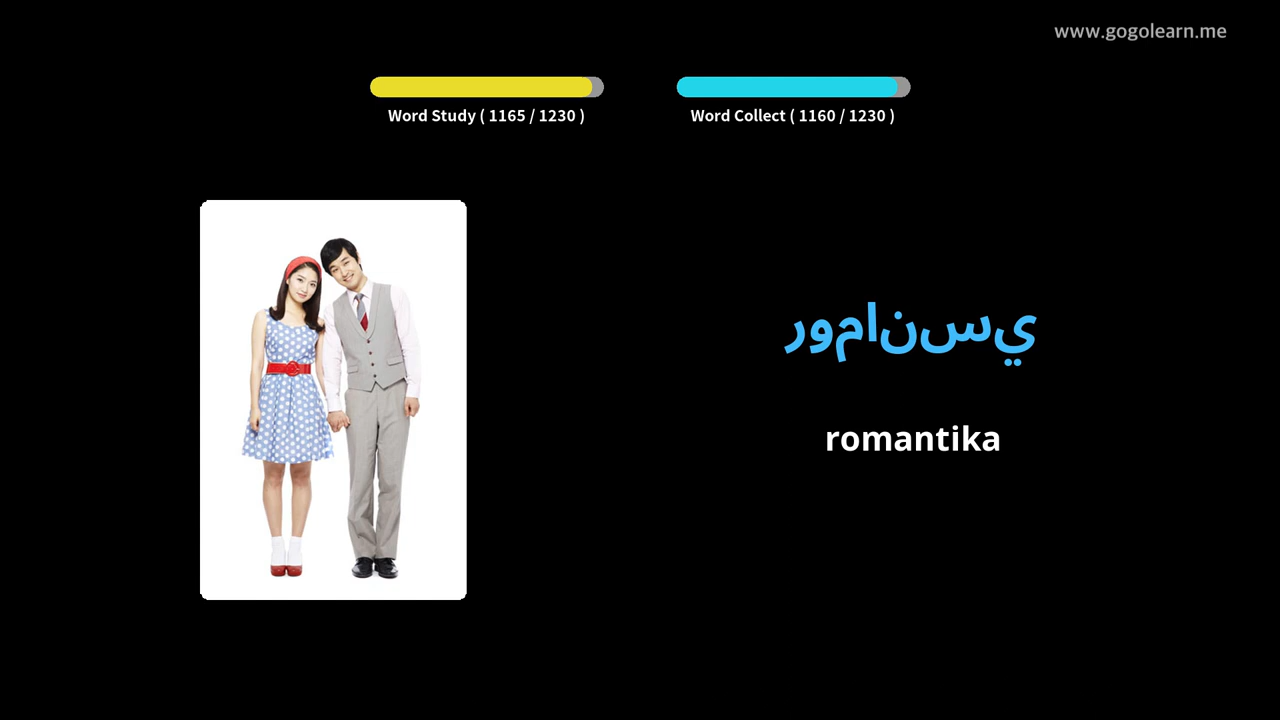 www.gogolearn.me
Word Study ( 1165 / 1230 )
Word Collect ( 1160 / 1230 )
رومانسي
romantika